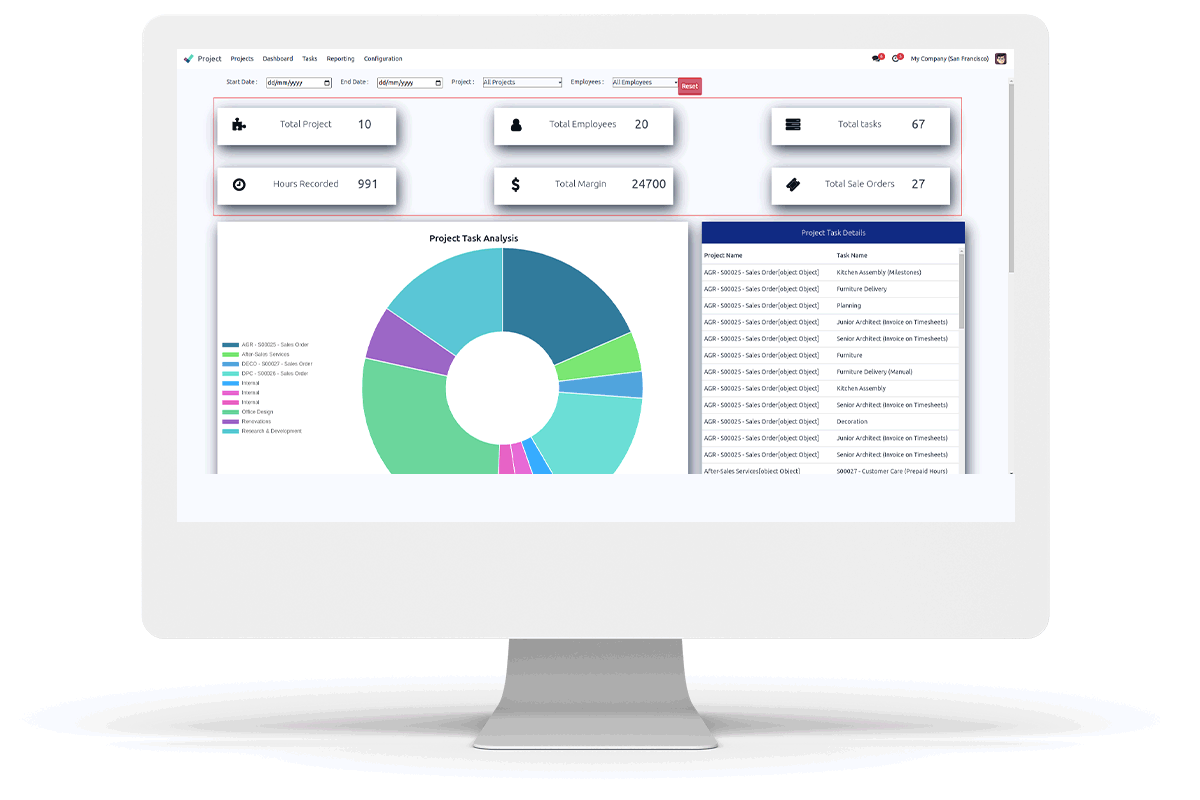 Project Projects Dashboard Tasks Reporting Configuration My Company (San Francisco)
Start Date : dd/mm/yyyy End Date : dd/mm/yyyy Project : All Projects Employees : All Employees Reset
Total Project 10 Total Employees 20 Total tasks 67
Hours Recorded 991 Total Margin 24700 Total Sale Orders 27
Project Task Analysis
AGR - S00025 - Sales Order
After-Sales Services
DECO - S00027 - Sales Order
DPC - S00026 - Sales Order
Internal
Internal
Internal
Office Design
Renovations
Research & Development
Project Task Details
Project Name Task Name
AGR - S00025 - Sales Order[object Object] Kitchen Assembly (Milestones)
AGR - S00025 - Sales Order[object Object] Furniture Delivery
AGR - S00025 - Sales Order[object Object] Planning
AGR - S00025 - Sales Order[object Object] Junior Architect (Invoice on Timesheets)
AGR - S00025 - Sales Order[object Object] Senior Architect (Invoice on Timesheets)
AGR - S00025 - Sales Order[object Object] Furniture
AGR - S00025 - Sales Order[object Object] Furniture Delivery (Manual)
AGR - S00025 - Sales Order[object Object] Kitchen Assembly
AGR - S00025 - Sales Order[object Object] Senior Architect (Invoice on Timesheets)
AGR - S00025 - Sales Order[object Object] Decoration
AGR - S00025 - Sales Order[object Object] Junior Architect (Invoice on Timesheets)
AGR - S00025 - Sales Order[object Object] Senior Architect (Invoice on Timesheets)
After-Sales Services[object Object] S00027 - Customer Care (Prepaid Hours)